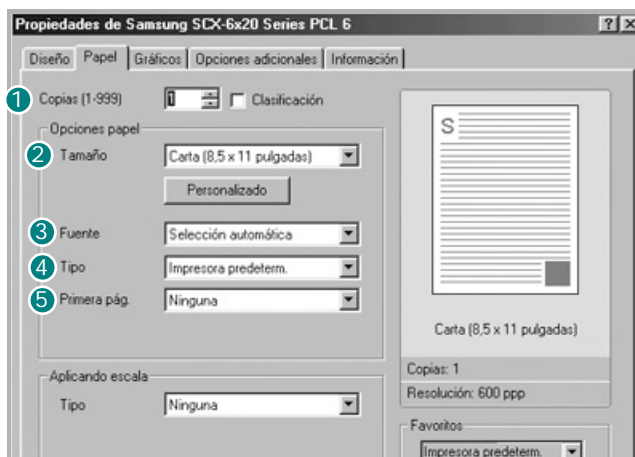 Propiedades de Samsung SCX-6x20 Series PCL 6
Diseño Papel Gráficos Opciones adicionales Información
1 Copias (1-999) 1 Clasificación
Opciones papel
2 Tamaño Carta (8,5 x 11 pulgadas)
Personalizado
3 Fuente Selección automática
4 Tipo Impresora predeterm.
5 Primera pág. Ninguna
Aplicando escala
Tipo Ninguna
S
Carta (8,5 x 11 pulgadas)
Copias: 1
Resolución: 600 ppp
Favoritos
Impresora predeterm.